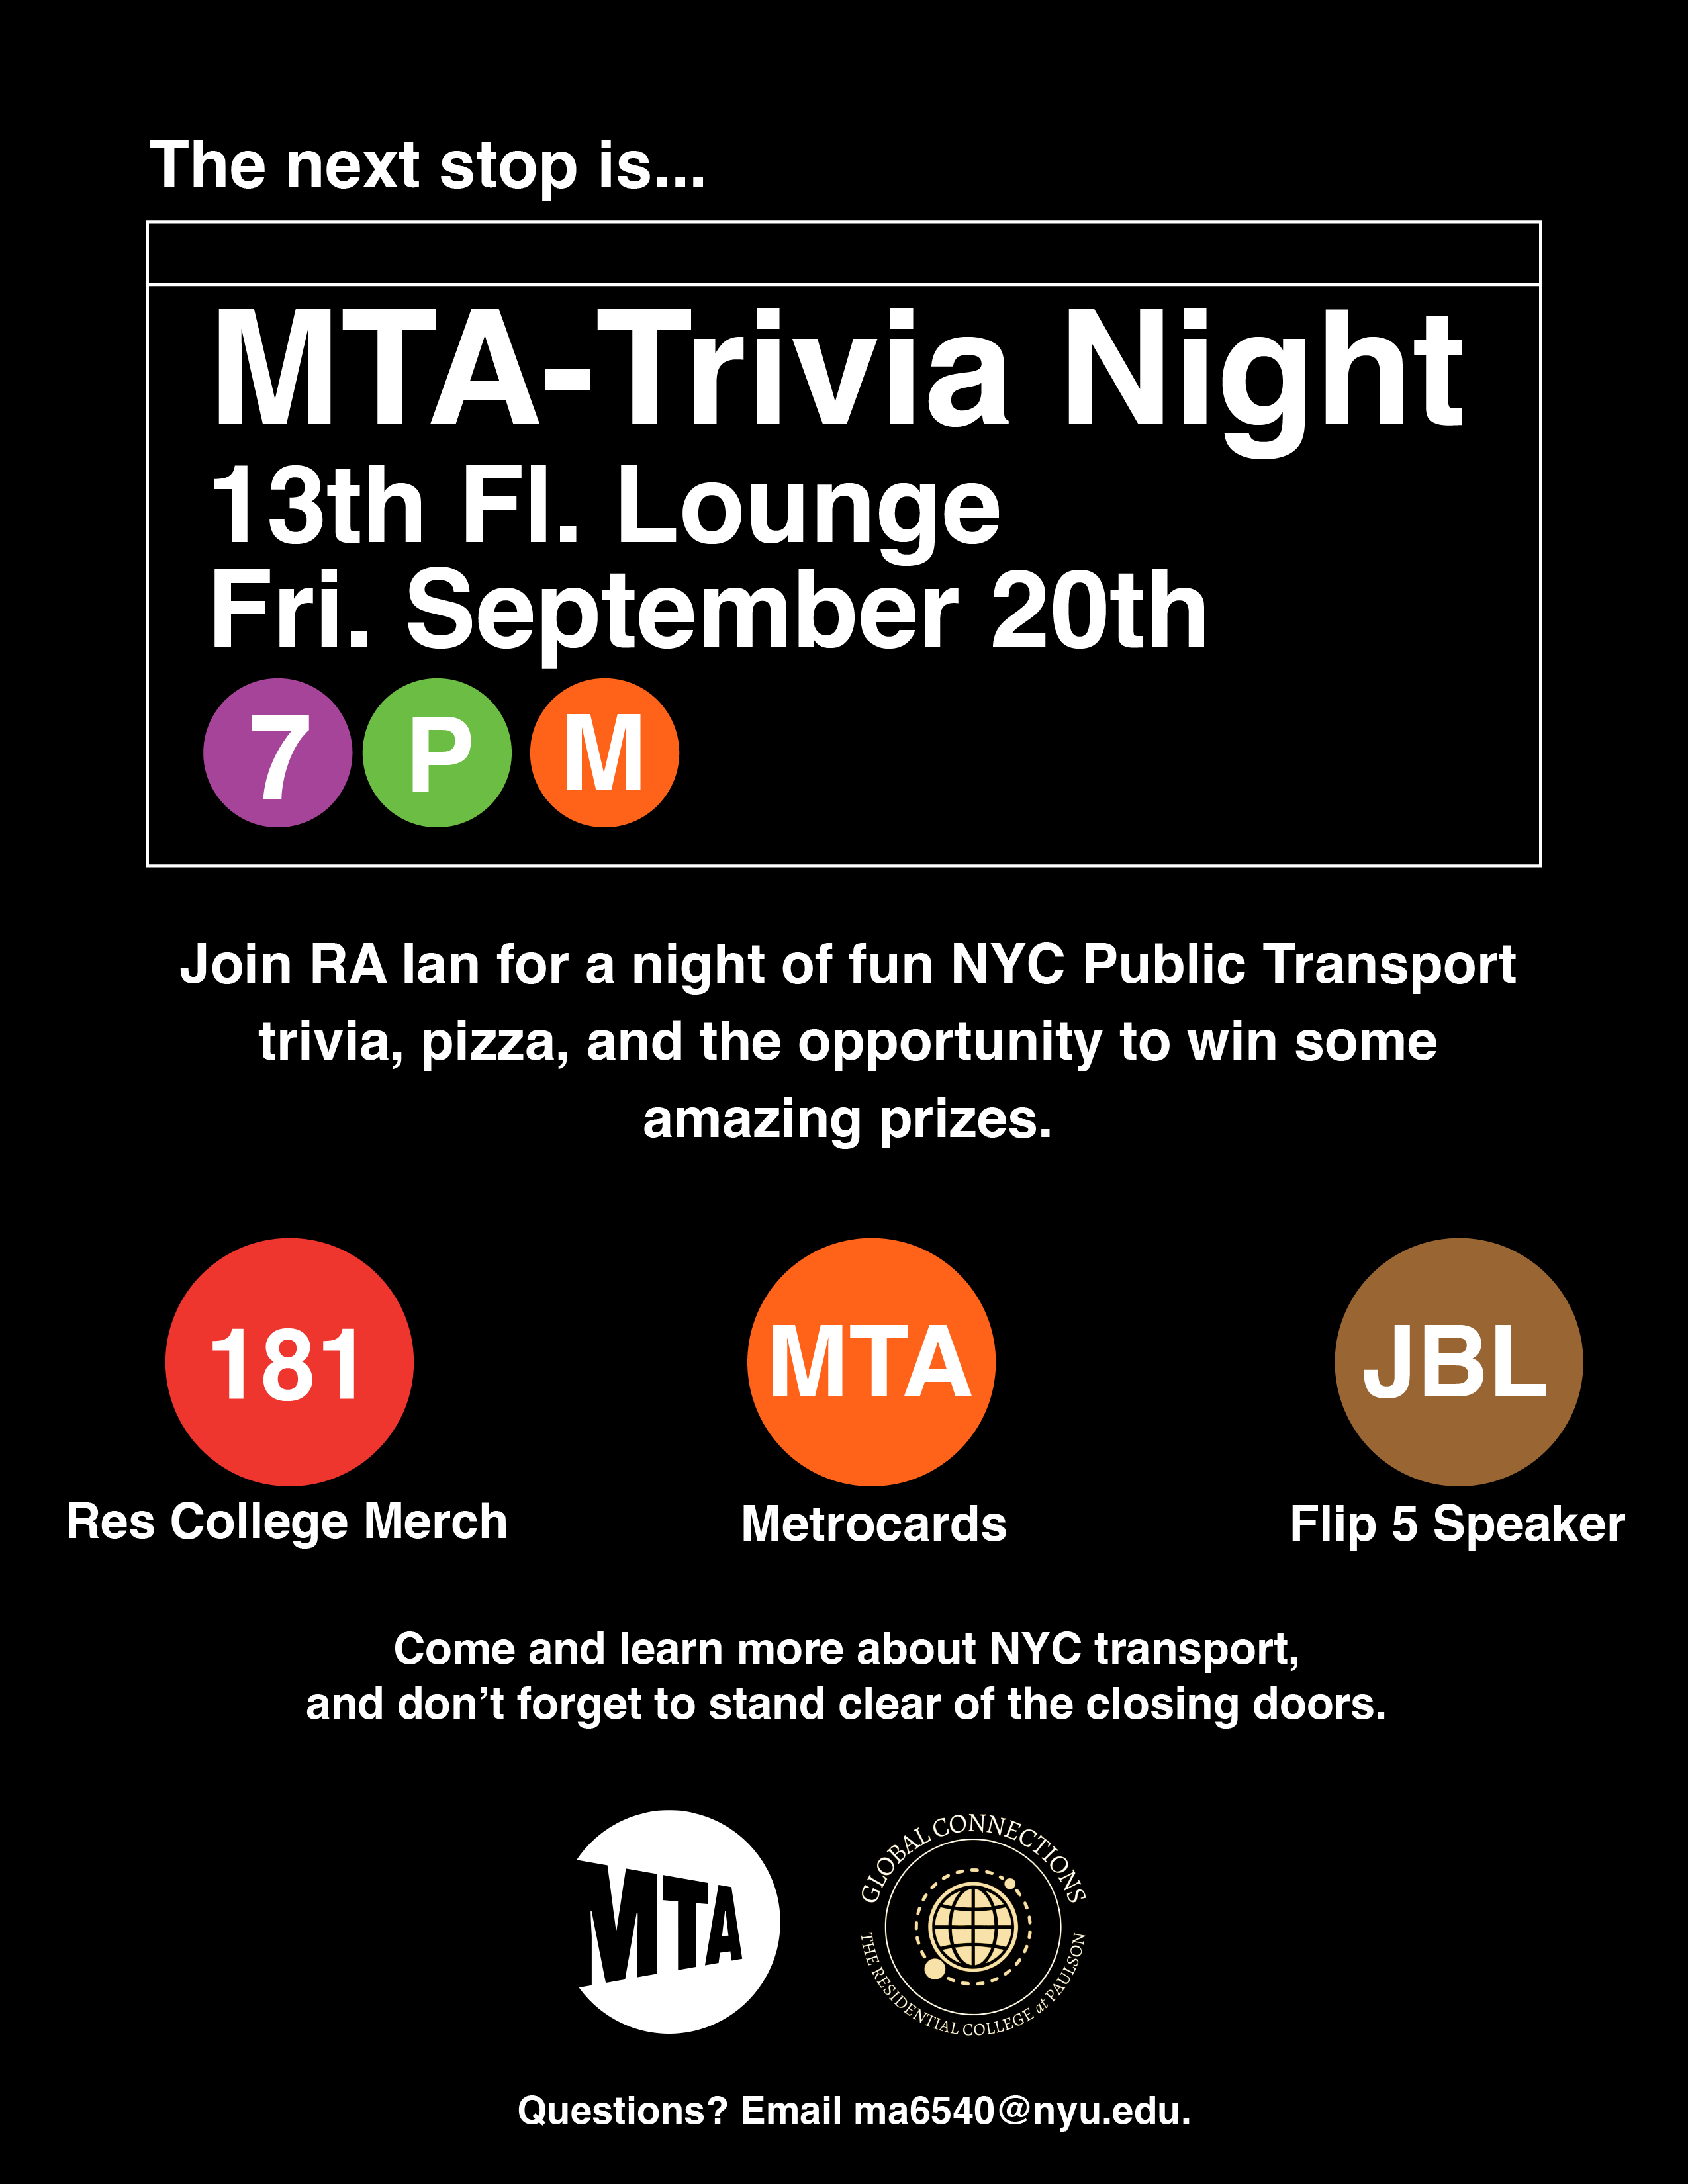 The next stop is...
MTA-Trivia Night
13th Fl. Lounge
Fri. September 20th
7 P M
Join RA Ian for a night of fun NYC Public Transport
trivia, pizza, and the opportunity to win some
amazing prizes.
181 MTA JBL
Res College Merch Metrocards Flip 5 Speaker
Come and learn more about NYC transport,
and don’t forget to stand clear of the closing doors.
MTA
GLOBAL CONNECTIONS
THE RESIDENTIAL COLLEGE at PAULSON
Questions? Email ma6540@nyu.edu.